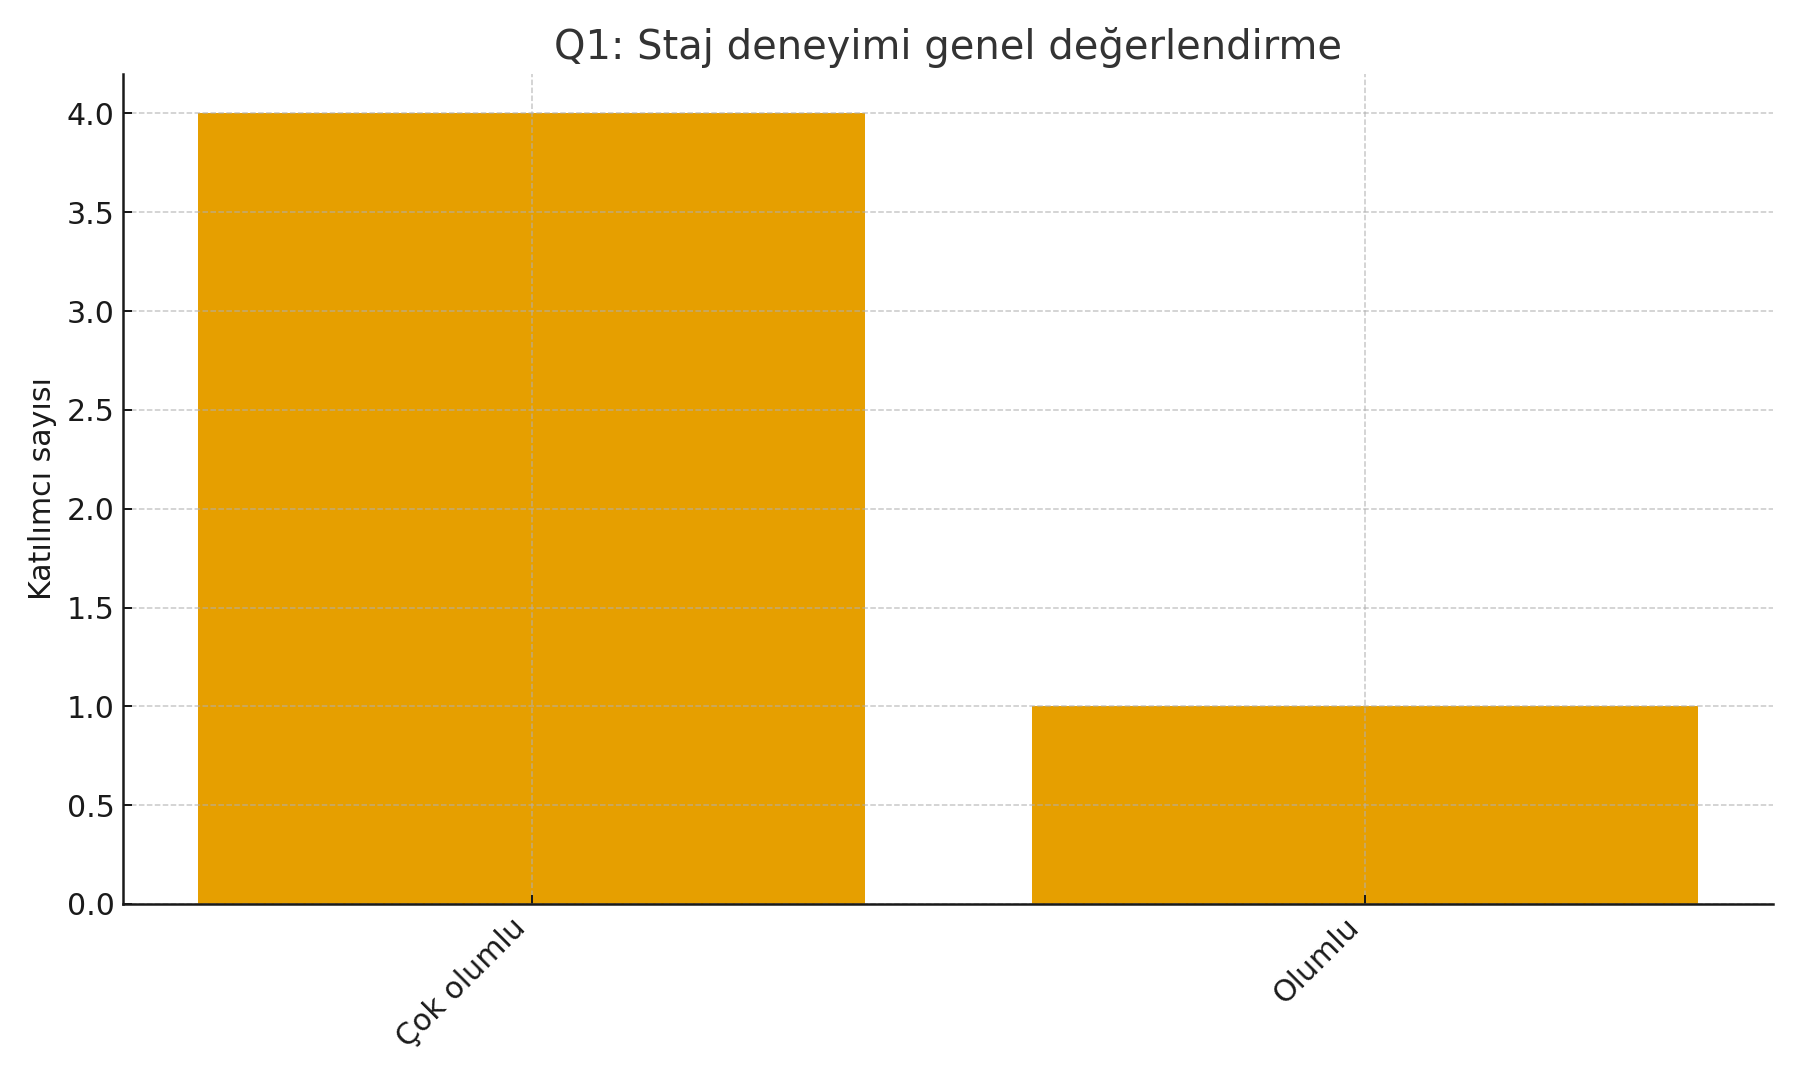 Q1: Staj deneyimi genel değerlendirme
Katılımcı sayısı
4.0
3.5
3.0
2.5
2.0
1.5
1.0
0.5
0.0
Çok olumlu
Olumlu